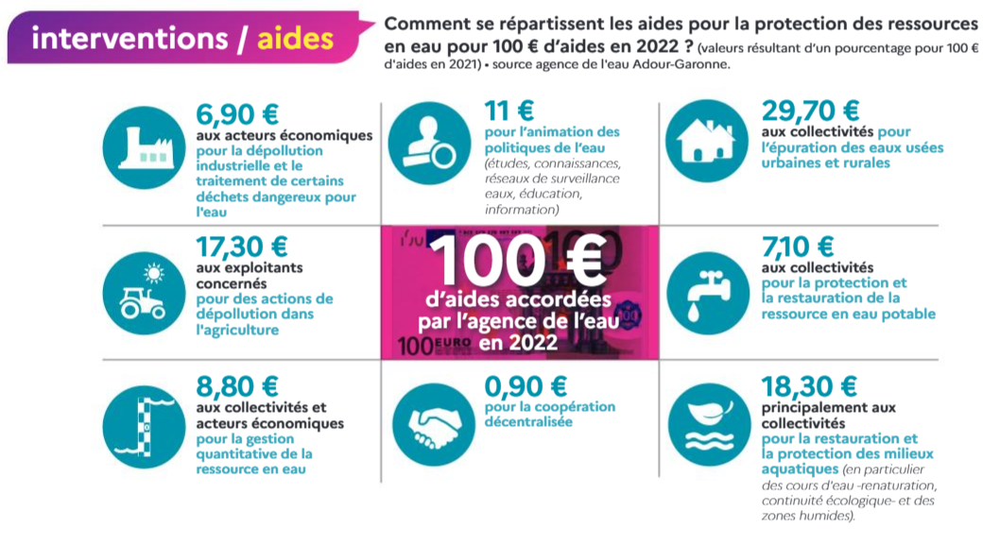 interventions / aides
Comment se répartissent les aides pour la protection des ressources
en eau pour 100 € d'aides en 2022 ? (valeurs résultant d'un pourcentage pour 100 €
d'aides en 2021) • source agence de l'eau Adour-Garonne.
6,90 €
aux acteurs économiques
pour la dépollution
industrielle et le
traitement de certains
déchets dangereux pour
l'eau
11 €
pour l'animation des
politiques de l'eau
(études, connaissances,
réseaux de surveillance
eaux, éducation,
information)
29,70 €
aux collectivités pour
l'épuration des eaux usées
urbaines et rurales
17,30 €
aux exploitants
concernés
pour des actions de
dépollution dans
l'agriculture
100 €
d'aides accordées
par l'agence de l'eau
en 2022
100
100
100 EURO
7,10 €
aux collectivités
pour la protection et
la restauration de la
ressource en eau potable
8,80 €
aux collectivités et
acteurs économiques
pour la gestion
quantitative de la
ressource en eau
0,90 €
pour la coopération
décentralisée
18,30 €
principalement aux
collectivités
pour la restauration et
la protection des milieux
aquatiques (en particulier
des cours d'eau -renaturation,
continuité écologique- et des
zones humides).